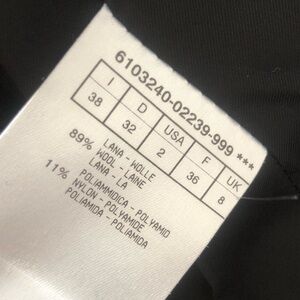 6103240-02239-999 ***
I D USA F UK
38 32 2 36 8
89% LANA - WOLLE
WOOL - LAINE
LANA - LA
11% POLIAMMIDICA - POLYAMID
NYLON - POLYAMIDE
POLIAMIDA - POLIAMIDA